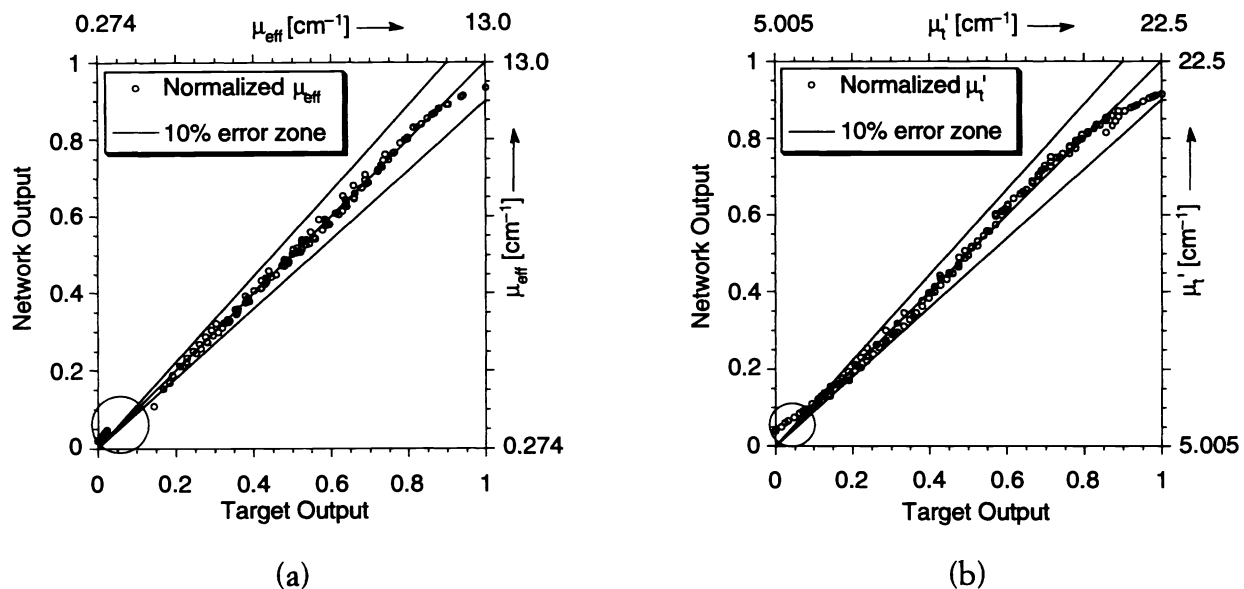 0.274 μeff [cm⁻¹] → 13.0
1 13.0
Normalized μeff
10% error zone
0.8
0.6
0.4
0.2
0 0.274
Network Output
μeff [cm⁻¹] →
0 0.2 0.4 0.6 0.8 1
Target Output
(a)
5.005 μt' [cm⁻¹] → 22.5
1 22.5
Normalized μt'
10% error zone
0.8
0.6
0.4
0.2
0 5.005
Network Output
μt' [cm⁻¹] →
0 0.2 0.4 0.6 0.8 1
Target Output
(b)